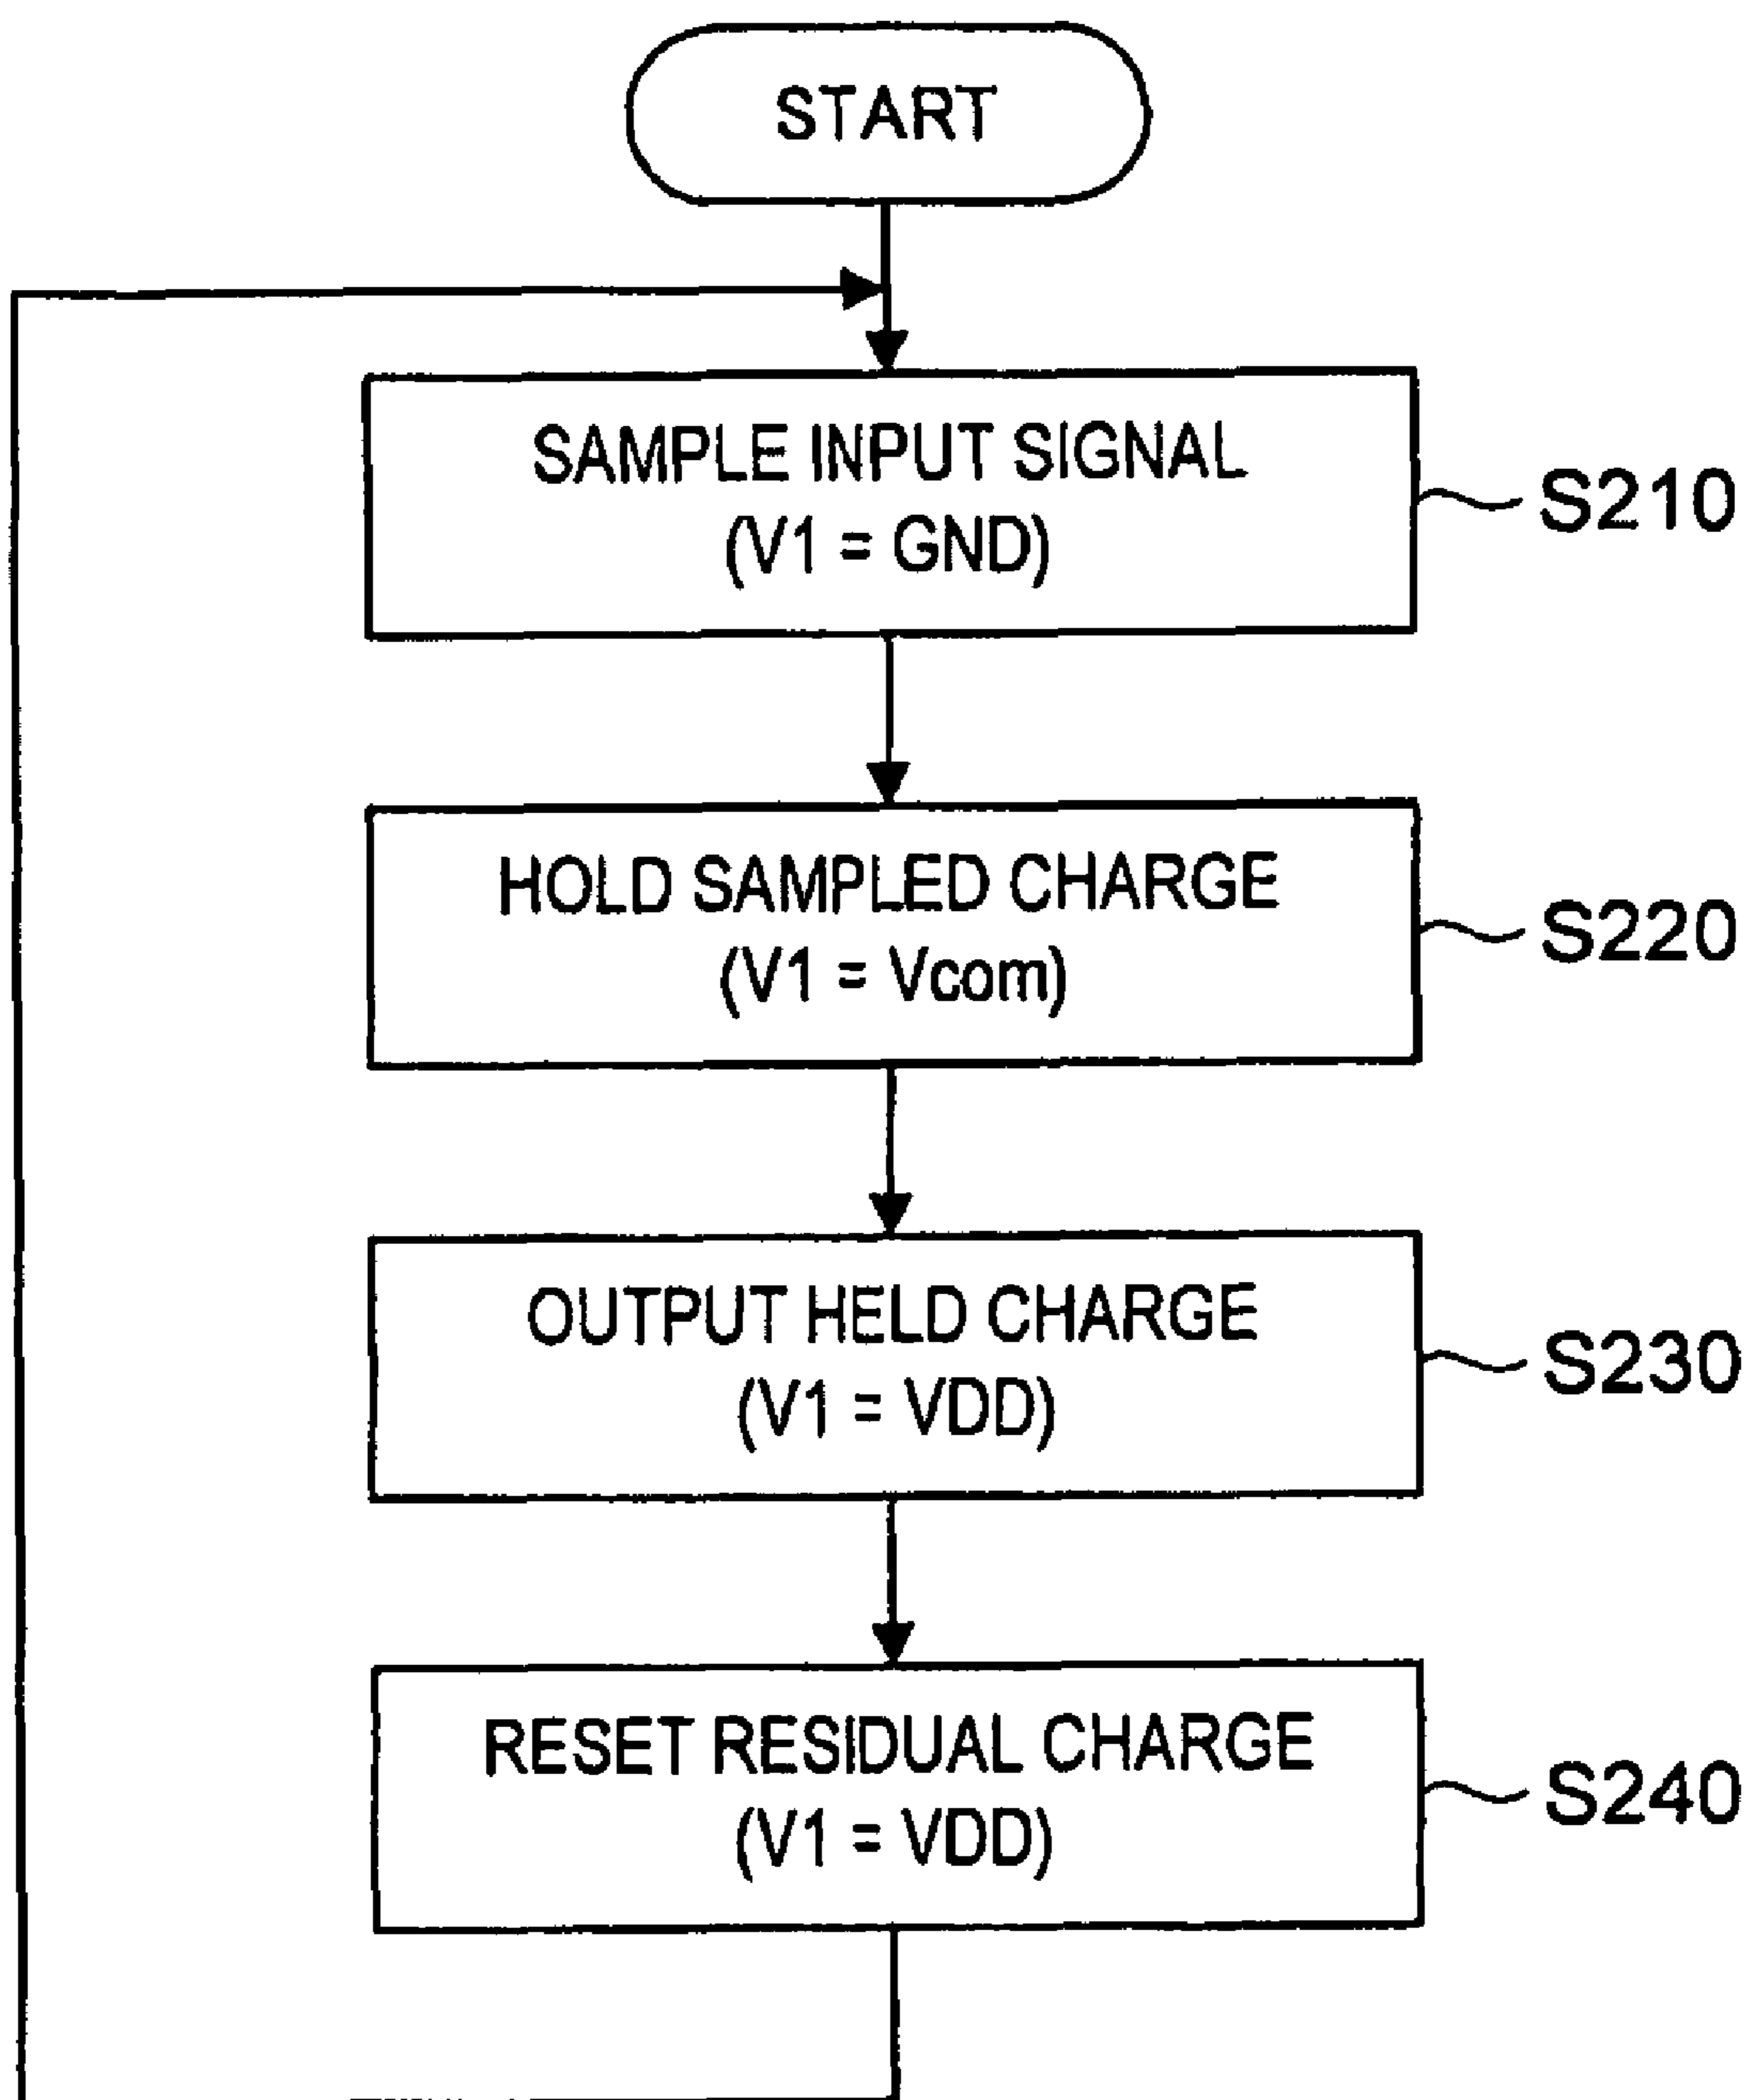 START
SAMPLE INPUT SIGNAL
(V1 = GND)
S210
HOLD SAMPLED CHARGE
(V1 = Vcom)
S220
OUTPUT HELD CHARGE
(V1 = VDD)
S230
RESET RESIDUAL CHARGE
(V1 = VDD)
S240